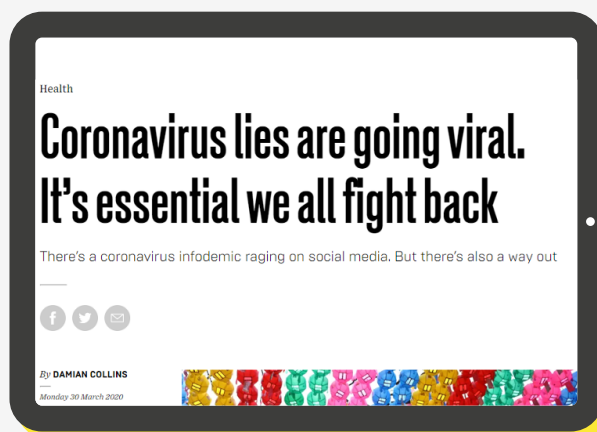 Health
Coronavirus lies are going viral.
It's essential we all fight back
There's a coronavirus infodemic raging on social media. But there's also a way out
By DAMIAN COLLINS
Monday 30 March 2020